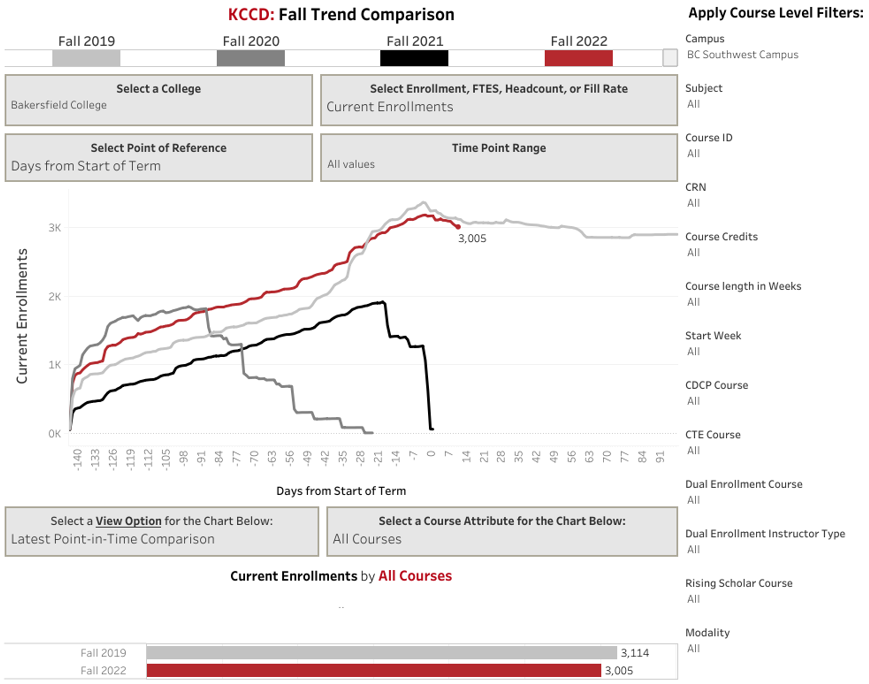 KCCD: Fall Trend Comparison
Apply Course Level Filters:
Fall 2019 Fall 2020 Fall 2021 Fall 2022
Campus
BC Southwest Campus
Select a College
Bakersfield College
Select Enrollment, FTES, Headcount, or Fill Rate
Current Enrollments
Subject
All
Select Point of Reference
Days from Start of Term
Time Point Range
All values
Course ID
All
CRN
All
Course Credits
All
Course length in Weeks
All
Start Week
All
CDCP Course
All
CTE Course
All
Dual Enrollment Course
All
Dual Enrollment Instructor Type
All
Rising Scholar Course
All
Modality
All
Current Enrollments
3K
2K
1K
0K
3,005
-140 -133 -126 -119 -112 -105 -98 -91 -84 -77 -70 -63 -56 -49 -42 -35 -28 -21 -14 -7 0 7 14 21 28 35 42 49 56 63 70 77 84 91
Days from Start of Term
Select a View Option for the Chart Below:
Latest Point-in-Time Comparison
Select a Course Attribute for the Chart Below:
All Courses
Current Enrollments by All Courses
..
Fall 2019 3,114
Fall 2022 3,005